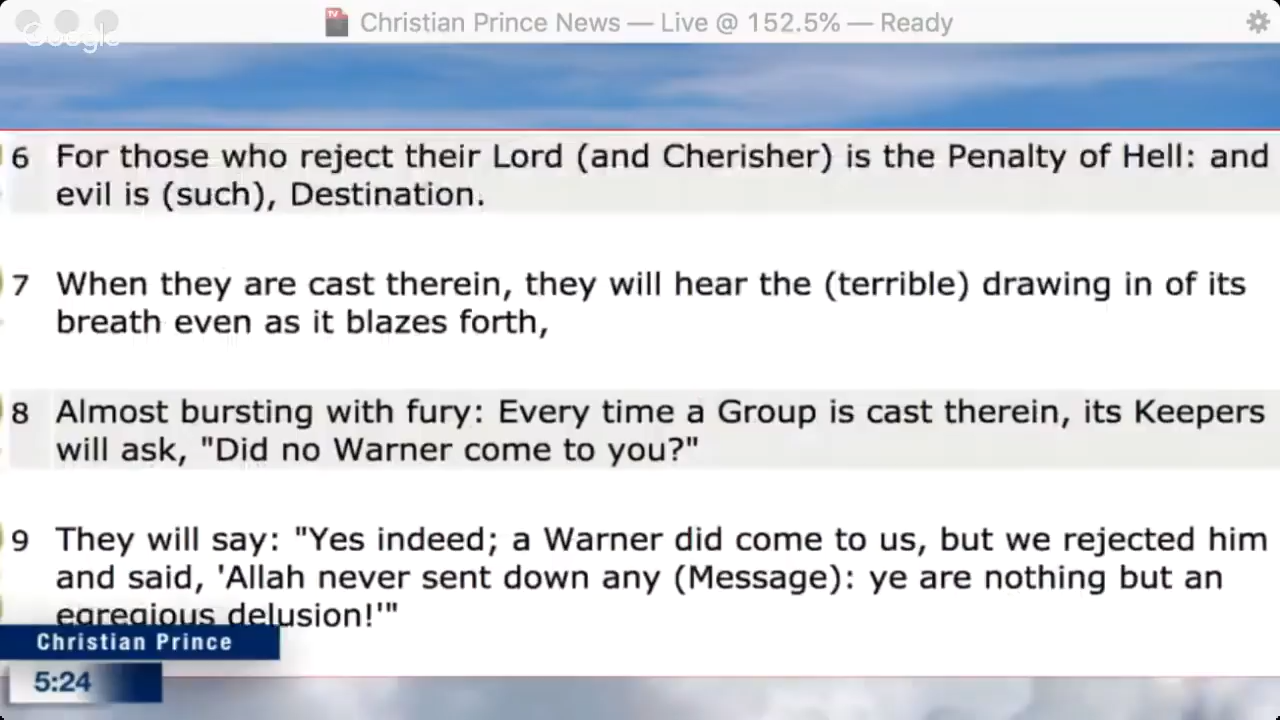 Google
Christian Prince News — Live @ 152.5% — Ready
6 For those who reject their Lord (and Cherisher) is the Penalty of Hell: and
evil is (such), Destination.
7 When they are cast therein, they will hear the (terrible) drawing in of its
breath even as it blazes forth,
8 Almost bursting with fury: Every time a Group is cast therein, its Keepers
will ask, "Did no Warner come to you?"
9 They will say: "Yes indeed; a Warner did come to us, but we rejected him
and said, 'Allah never sent down any (Message): ye are nothing but an
egregious delusion!'"
Christian Prince
5:24